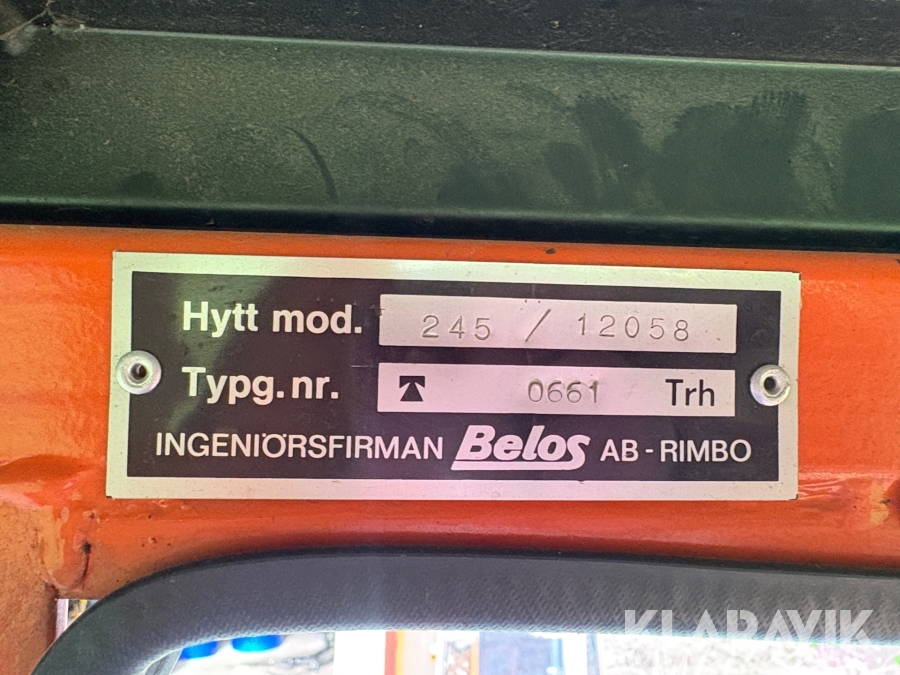 Hytt mod. 245 / 12058
Typg. nr. 0661 Trh
INGENIÖRSFIRMAN Belos AB - RIMBO
KLARAVIK